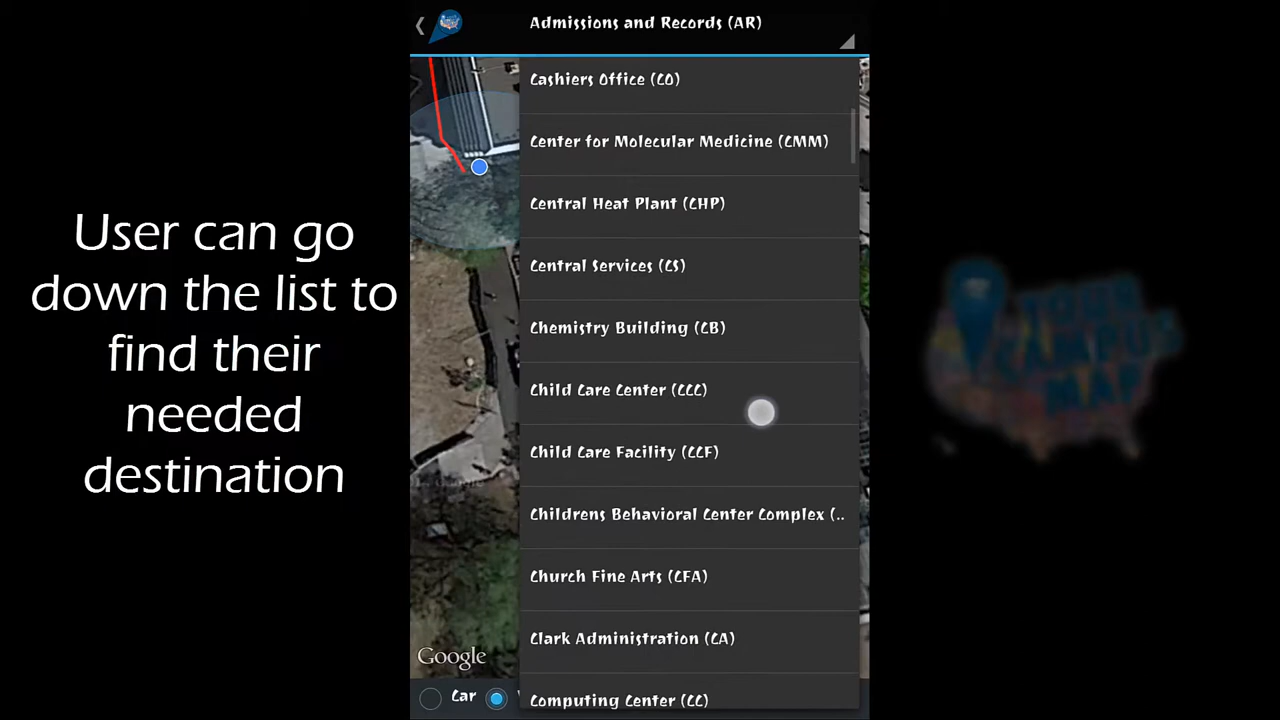 User can go
down the list to
find their
needed
destination
Admissions and Records (AR)
Cashiers Office (CO)
Center for Molecular Medicine (CMM)
Central Heat Plant (CHP)
Central Services (CS)
Chemistry Building (CB)
Child Care Center (CCC)
Child Care Facility (CCF)
Childrens Behavioral Center Complex (..
Church Fine Arts (CFA)
Clark Administration (CA)
Computing Center (CC)
Google
Car
YOUR
CAMPUS
MAP